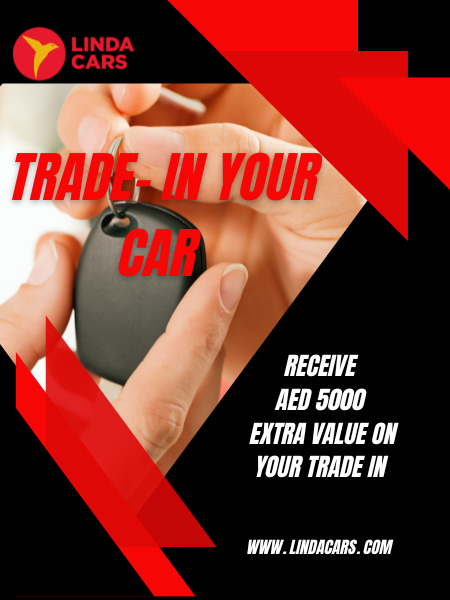 LINDA
CARS
TRADE- IN YOUR
CAR
RECEIVE
AED 5000
EXTRA VALUE ON
YOUR TRADE IN
WWW.LINDACARS.COM